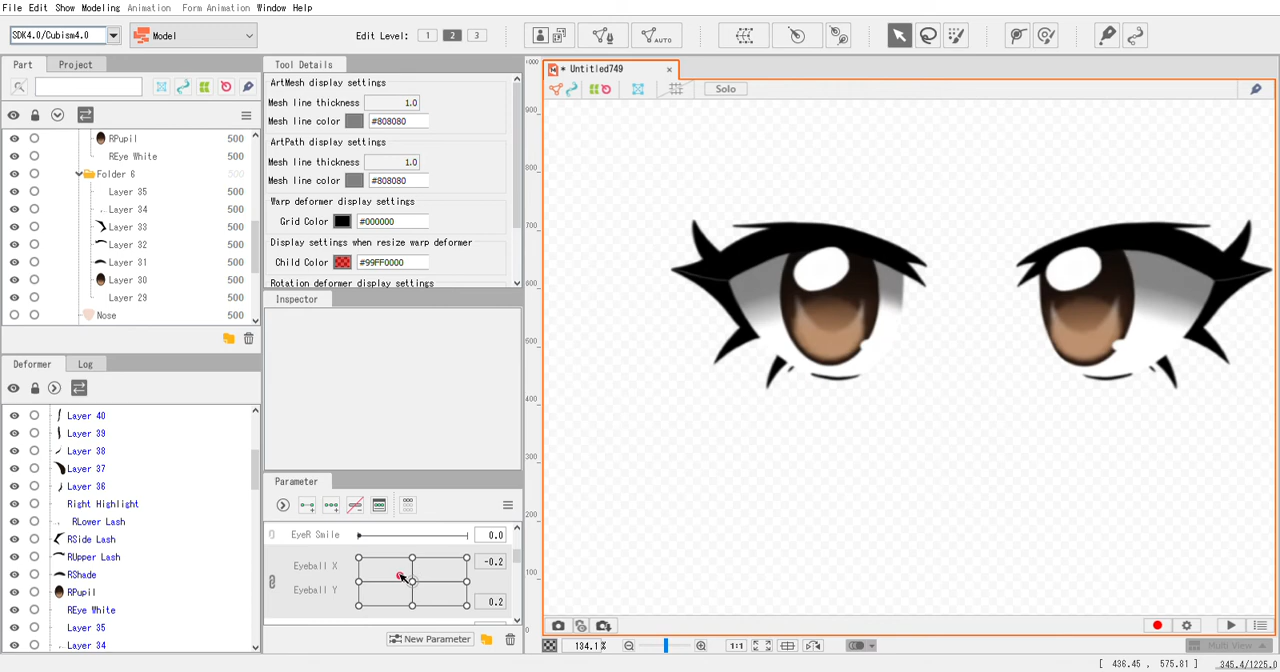 File Edit Show Modeling Animation Form Animation Window Help
SDK4.0/Cubism4.0 Model Edit Level: 1 2 3 AUTO
Part Project Tool Details * Untitled749 ×
Solo
ArtMesh display settings
Mesh line thickness 1.0
Mesh line color #808080
ArtPath display settings
Mesh line thickness 1.0
Mesh line color #808080
Warp deformer display settings
Grid Color #000000
Display settings when resize warp deformer
Child Color #99FF0000
Rotation deformer display settings
RPupil 500
REye White 500
Folder 6 500
Layer 35 500
Layer 34 500
Layer 33 500
Layer 32 500
Layer 31 500
Layer 30 500
Layer 29 500
Nose 500
Inspector
Deformer Log
Layer 40
Layer 39
Layer 38
Layer 37
Layer 36
Right Highlight
RLower Lash
RSide Lash
RUpper Lash
RShade
RPupil
REye White
Layer 35
Layer 34
Parameter
EyeR Smile 0.0
Eyeball X -0.2
Eyeball Y 0.2
New Parameter
900
800
700
600
500
400
300
200
100
0
134.1% 1:1 Multi View